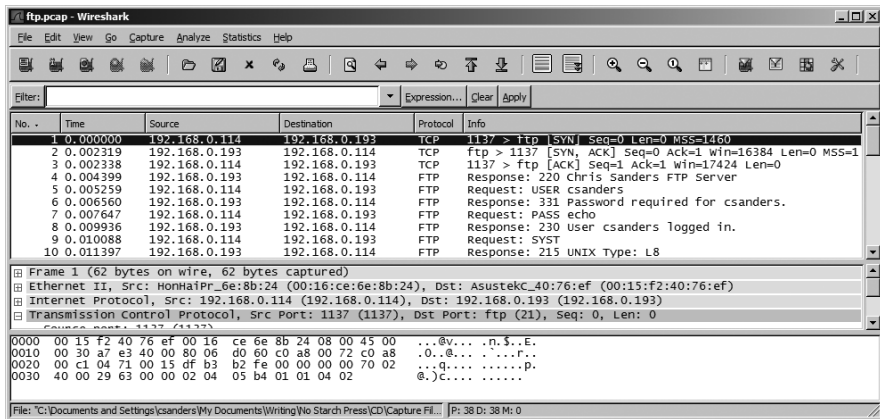 ftp.pcap - Wireshark
File Edit View Go Capture Analyze Statistics Help
Filter: Expression... Clear Apply
No. . Time Source Destination Protocol Info
1 0.000000 192.168.0.114 192.168.0.193 TCP 1137 > ftp [SYN] Seq=0 Len=0 MSS=1460
2 0.002319 192.168.0.193 192.168.0.114 TCP ftp > 1137 [SYN, ACK] Seq=0 Ack=1 Win=16384 Len=0 MSS=1
3 0.002338 192.168.0.114 192.168.0.193 TCP 1137 > ftp [ACK] Seq=1 Ack=1 Win=17424 Len=0
4 0.004399 192.168.0.193 192.168.0.114 FTP Response: 220 Chris Sanders FTP Server
5 0.005259 192.168.0.114 192.168.0.193 FTP Request: USER csanders
6 0.006560 192.168.0.193 192.168.0.114 FTP Response: 331 Password required for csanders.
7 0.007647 192.168.0.114 192.168.0.193 FTP Request: PASS echo
8 0.009936 192.168.0.193 192.168.0.114 FTP Response: 230 User csanders logged in.
9 0.010088 192.168.0.114 192.168.0.193 FTP Request: SYST
10 0.011397 192.168.0.193 192.168.0.114 FTP Response: 215 UNIX Type: L8
Frame 1 (62 bytes on wire, 62 bytes captured)
Ethernet II, Src: HonHaiPr_6e:8b:24 (00:16:ce:6e:8b:24), Dst: AsustekC_40:76:ef (00:15:f2:40:76:ef)
Internet Protocol, Src: 192.168.0.114 (192.168.0.114), Dst: 192.168.0.193 (192.168.0.193)
Transmission Control Protocol, Src Port: 1137 (1137), Dst Port: ftp (21), Seq: 0, Len: 0
Source port: 1137 (1137)
0000 00 15 f2 40 76 ef 00 16 ce 6e 8b 24 08 00 45 00 ...@v... .n.$..E.
0010 00 30 a7 e3 40 00 80 06 d0 60 c0 a8 00 72 c0 a8 .0..@... .`...r..
0020 00 c1 04 71 00 15 df b3 b2 fe 00 00 00 00 70 02 ...q.... ......p.
0030 40 00 29 63 00 00 02 04 05 b4 01 01 04 02 @.)c.... ......
File: "C:\Documents and Settings\csanders\My Documents\Writing\No Starch Press\CD\Capture Fil... P: 38 D: 38 M: 0